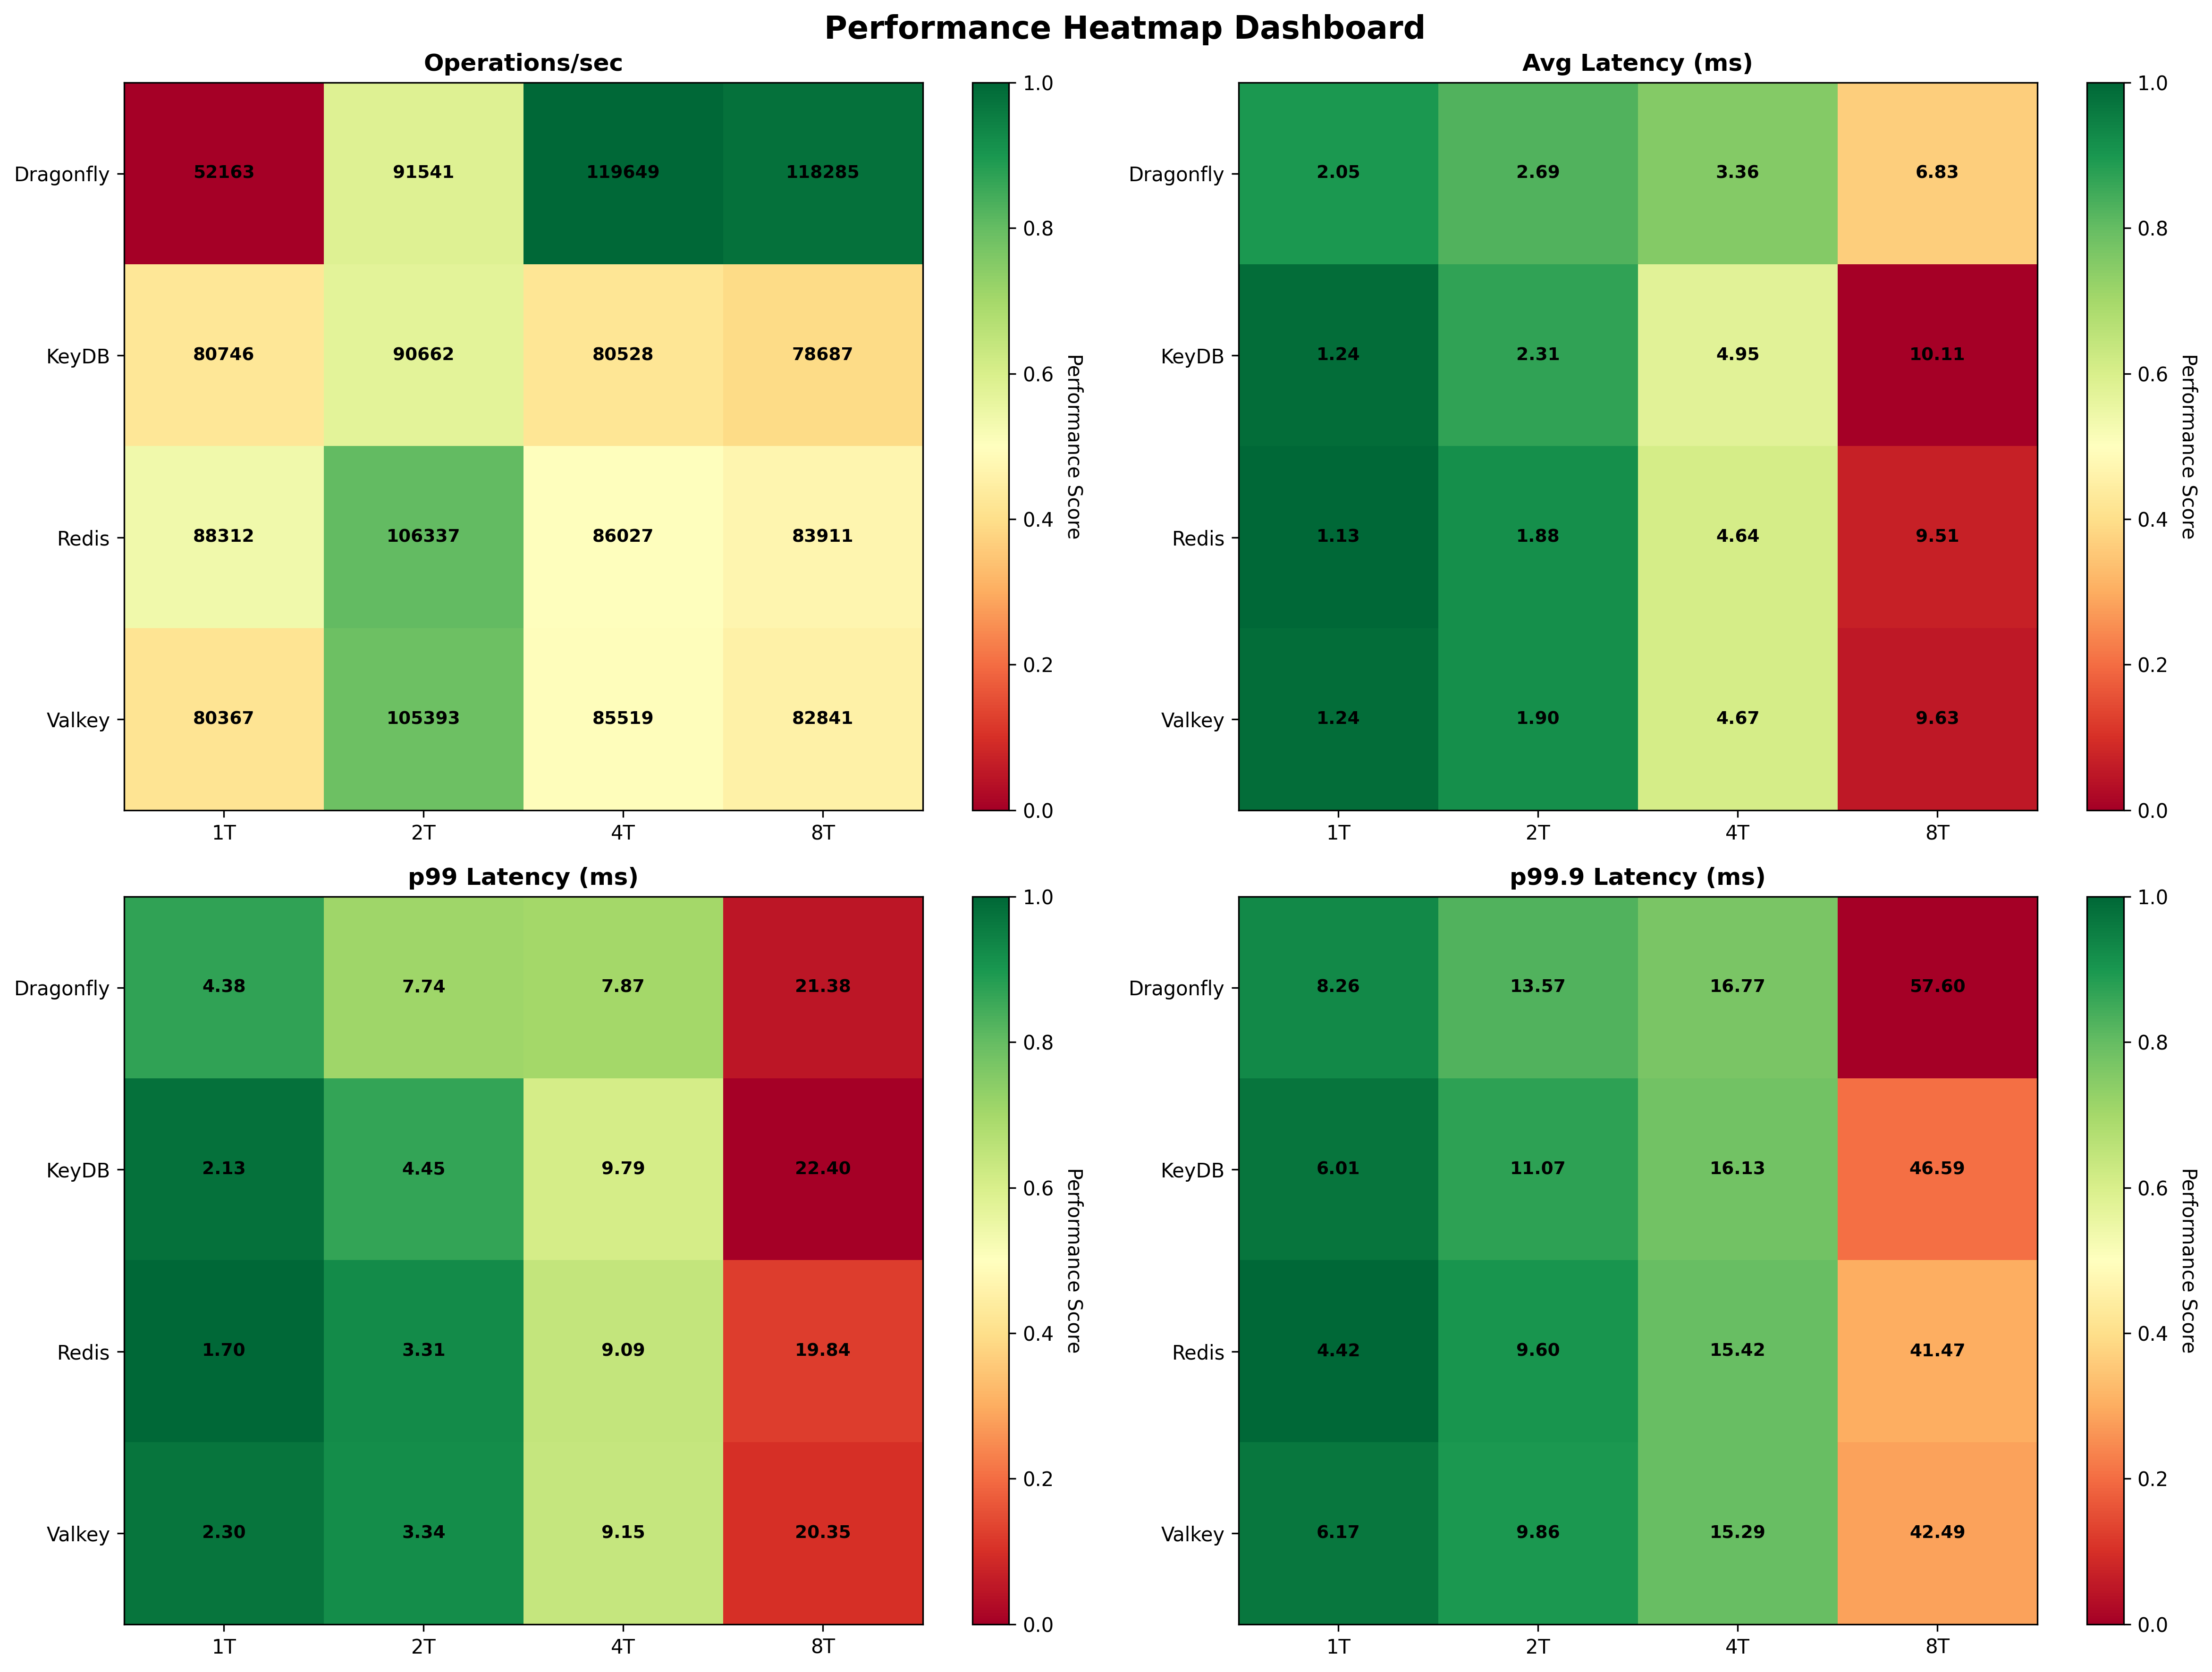 Performance Heatmap Dashboard
Operations/sec
Dragonfly 52163 91541 119649 118285
KeyDB 80746 90662 80528 78687
Redis 88312 106337 86027 83911
Valkey 80367 105393 85519 82841
1T 2T 4T 8T
1.0
0.8
0.6
0.4
0.2
0.0
Performance Score
Avg Latency (ms)
Dragonfly 2.05 2.69 3.36 6.83
KeyDB 1.24 2.31 4.95 10.11
Redis 1.13 1.88 4.64 9.51
Valkey 1.24 1.90 4.67 9.63
1T 2T 4T 8T
1.0
0.8
0.6
0.4
0.2
0.0
Performance Score
p99 Latency (ms)
Dragonfly 4.38 7.74 7.87 21.38
KeyDB 2.13 4.45 9.79 22.40
Redis 1.70 3.31 9.09 19.84
Valkey 2.30 3.34 9.15 20.35
1T 2T 4T 8T
1.0
0.8
0.6
0.4
0.2
0.0
Performance Score
p99.9 Latency (ms)
Dragonfly 8.26 13.57 16.77 57.60
KeyDB 6.01 11.07 16.13 46.59
Redis 4.42 9.60 15.42 41.47
Valkey 6.17 9.86 15.29 42.49
1T 2T 4T 8T
1.0
0.8
0.6
0.4
0.2
0.0
Performance Score